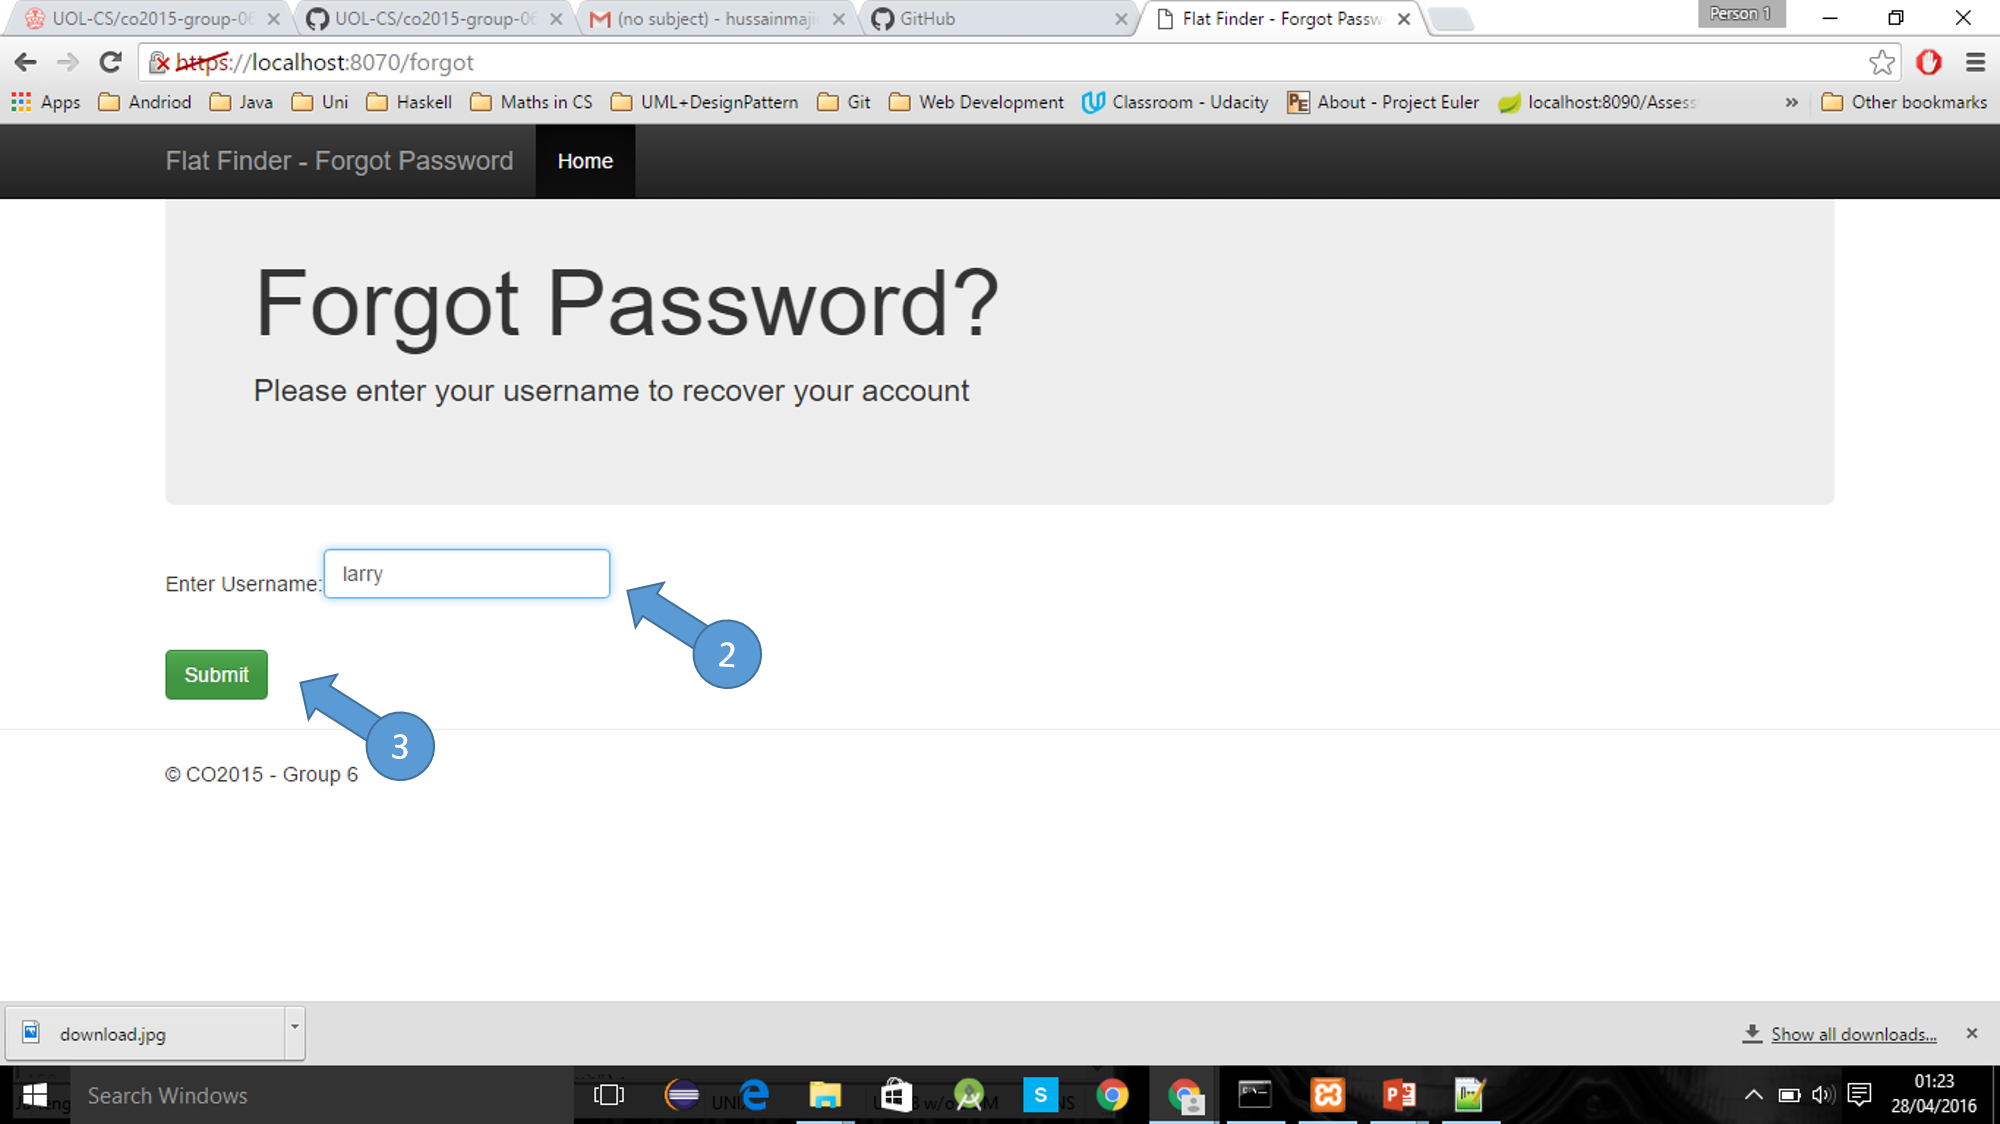 UOL-CS/co2015-group-06
UOL-CS/co2015-group-06
(no subject) - hussainmaji
GitHub
Flat Finder - Forgot Passw
Person 1
https://localhost:8070/forgot
Apps
Andriod
Java
Uni
Haskell
Maths in CS
UML+DesignPattern
Git
Web Development
Classroom - Udacity
PE
About - Project Euler
localhost:8090/Assess
»
Other bookmarks
Flat Finder - Forgot Password
Home
Forgot Password?
Please enter your username to recover your account
Enter Username:
larry
2
Submit
3
© CO2015 - Group 6
download.jpg
Show all downloads...
Search Windows
01:23
28/04/2016